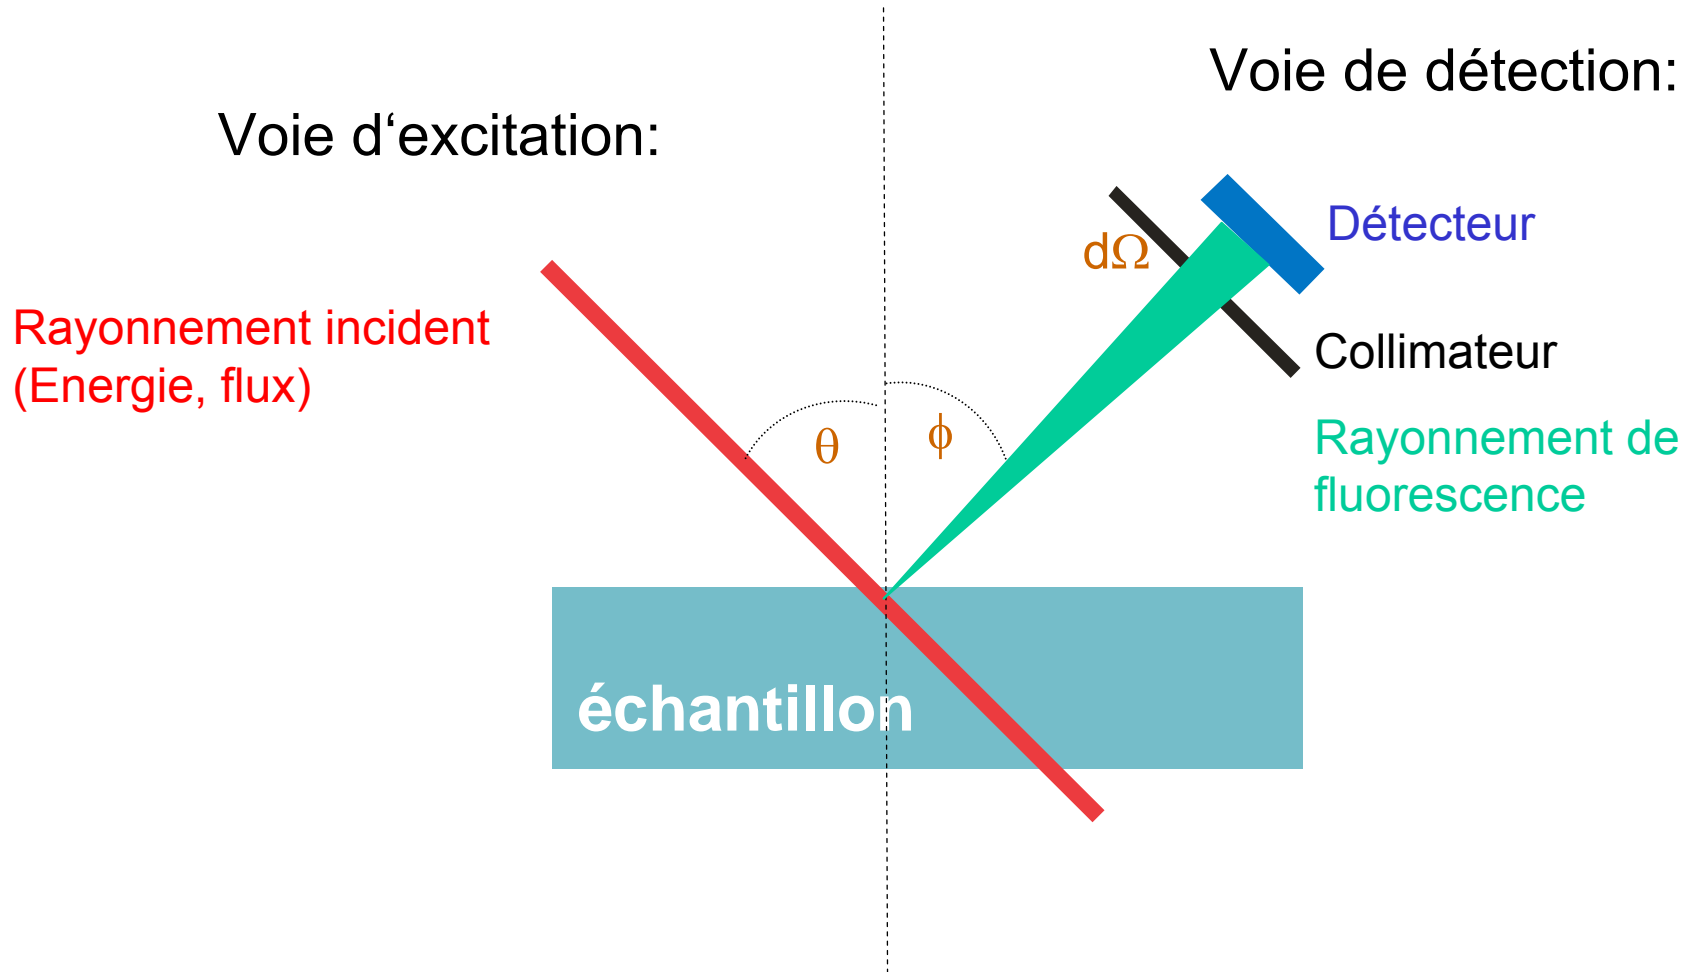 Voie de détection:
Voie d‘excitation:
Détecteur
dΩ
Rayonnement incident
(Energie, flux)
Collimateur
θ
ϕ
Rayonnement de
fluorescence
échantillon